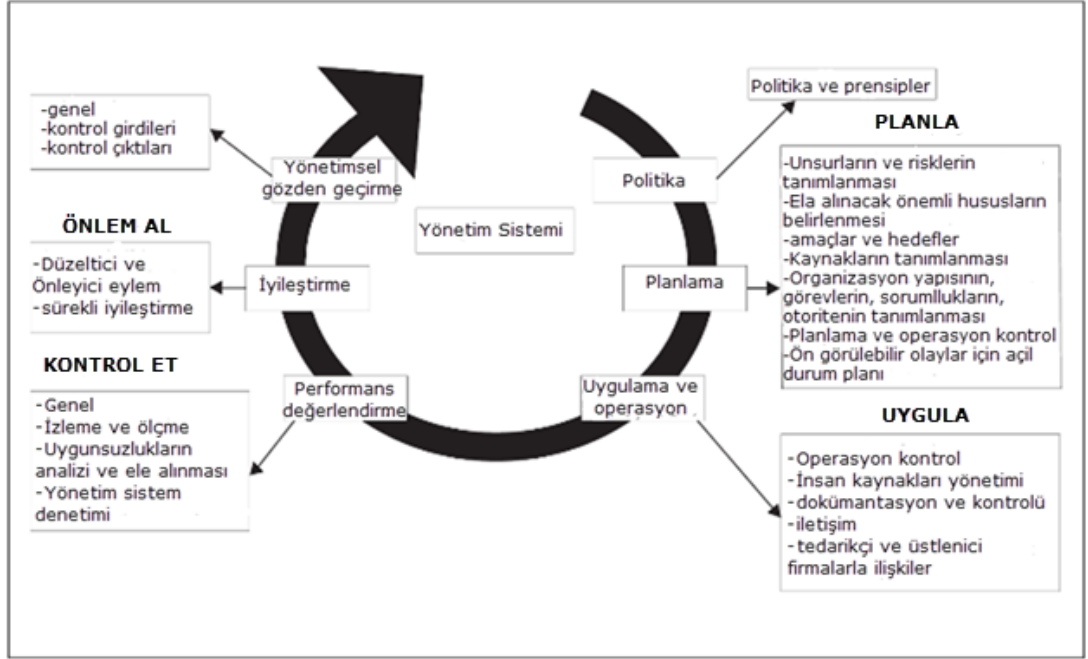 Politika ve prensipler
PLANLA
-Unsurların ve risklerin
tanımlanması
-Ela alınacak önemli hususların
belirlenmesi
-amaçlar ve hedefler
-Kaynakların tanımlanması
-Organizasyon yapısının,
görevlerin, sorumllukların,
otoritenin tanımlanması
-Planlama ve operasyon kontrol
-Ön görülebilir olaylar için açil
durum planı
UYGULA
-Operasyon kontrol
-İnsan kaynakları yönetimi
-dokümantasyon ve kontrolü
-iletişim
-tedarikçi ve üstlenici
firmalarla ilişkiler
Politika
Planlama
Uygulama ve
operasyon
Yönetim Sistemi
Yönetimsel
gözden geçirme
İyileştirme
Performans
değerlendirme
-genel
-kontrol girdileri
-kontrol çıktıları
ÖNLEM AL
-Düzeltici ve
Önleyici eylem
-sürekli iyileştirme
KONTROL ET
-Genel
-İzleme ve ölçme
-Uygunsuzlukların
analizi ve ele alınması
-Yönetim sistem
denetimi